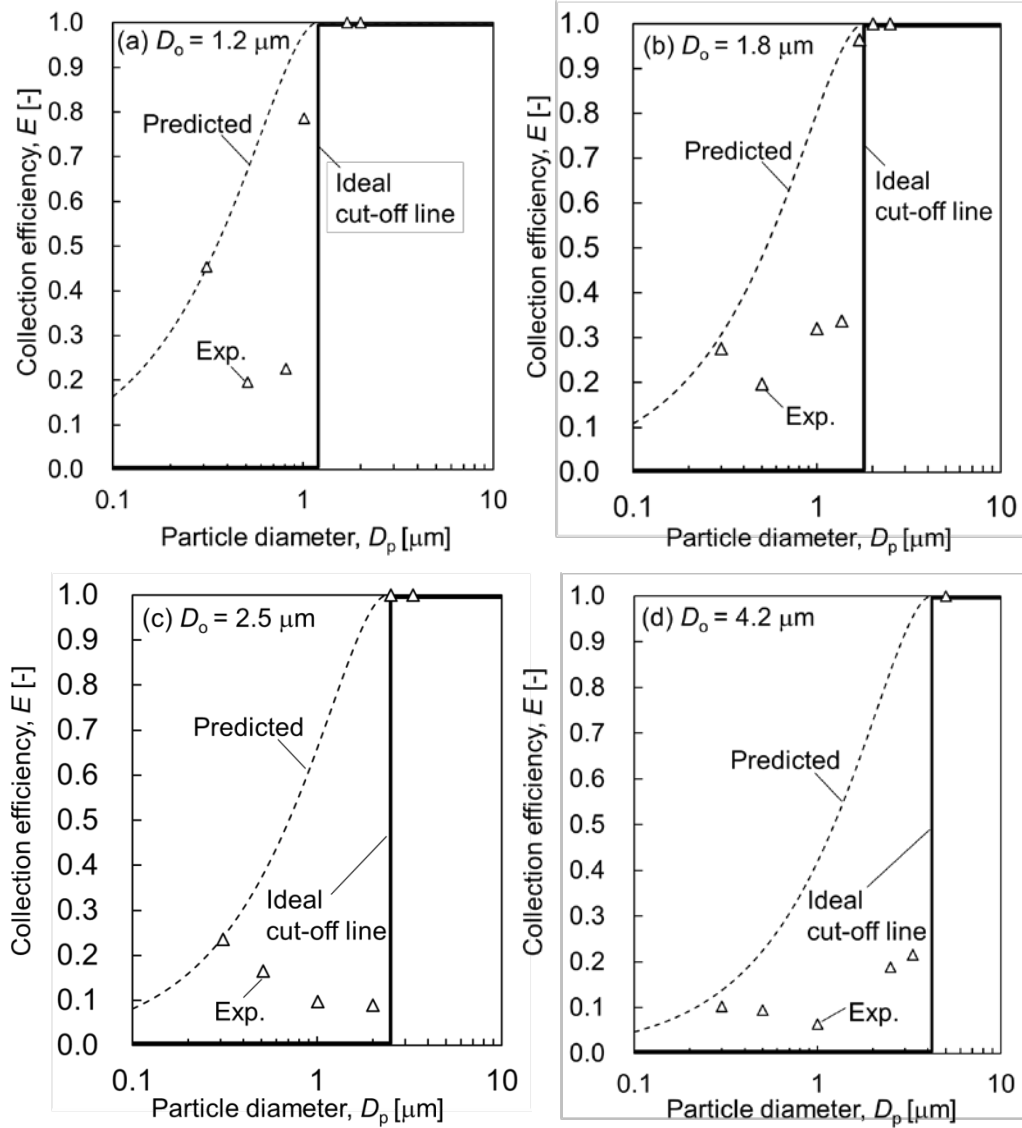 (a) Dₒ = 1.2 μm
Collection efficiency, E [-]
1.0
0.9
0.8
0.7
0.6
0.5
0.4
0.3
0.2
0.1
0.0
Predicted
Ideal
cut-off line
Exp.
0.1 1 10
Particle diameter, Dₚ [μm]
(b) Dₒ = 1.8 μm
Collection efficiency, E [-]
1.0
0.9
0.8
0.7
0.6
0.5
0.4
0.3
0.2
0.1
0.0
Predicted
Ideal
cut-off line
Exp.
0.1 1 10
Particle diameter, Dₚ [μm]
(c) Dₒ = 2.5 μm
Collection efficiency, E [-]
1.0
0.9
0.8
0.7
0.6
0.5
0.4
0.3
0.2
0.1
0.0
Predicted
Ideal
cut-off line
Exp.
0.1 1 10
Particle diameter, Dₚ [μm]
(d) Dₒ = 4.2 μm
Collection efficiency, E [-]
1.0
0.9
0.8
0.7
0.6
0.5
0.4
0.3
0.2
0.1
0.0
Predicted
Ideal
cut-off line
Exp.
0.1 1 10
Particle diameter, Dₚ [μm]